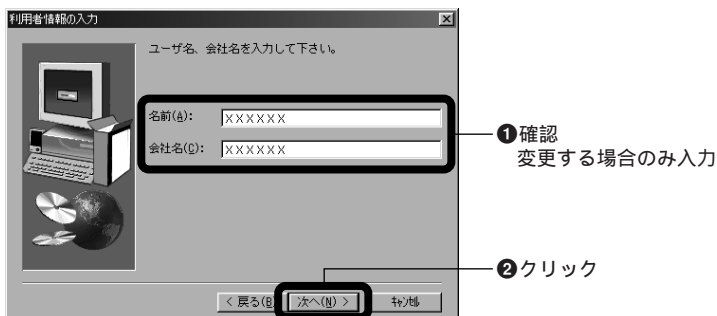 利用者情報の入力
ユーザ名、会社名を入力して下さい。
名前(A): XXXXXX
会社名(C): XXXXXX
❶確認
変更する場合のみ入力
❷クリック
< 戻る(B) 次へ(N) > キャンセル